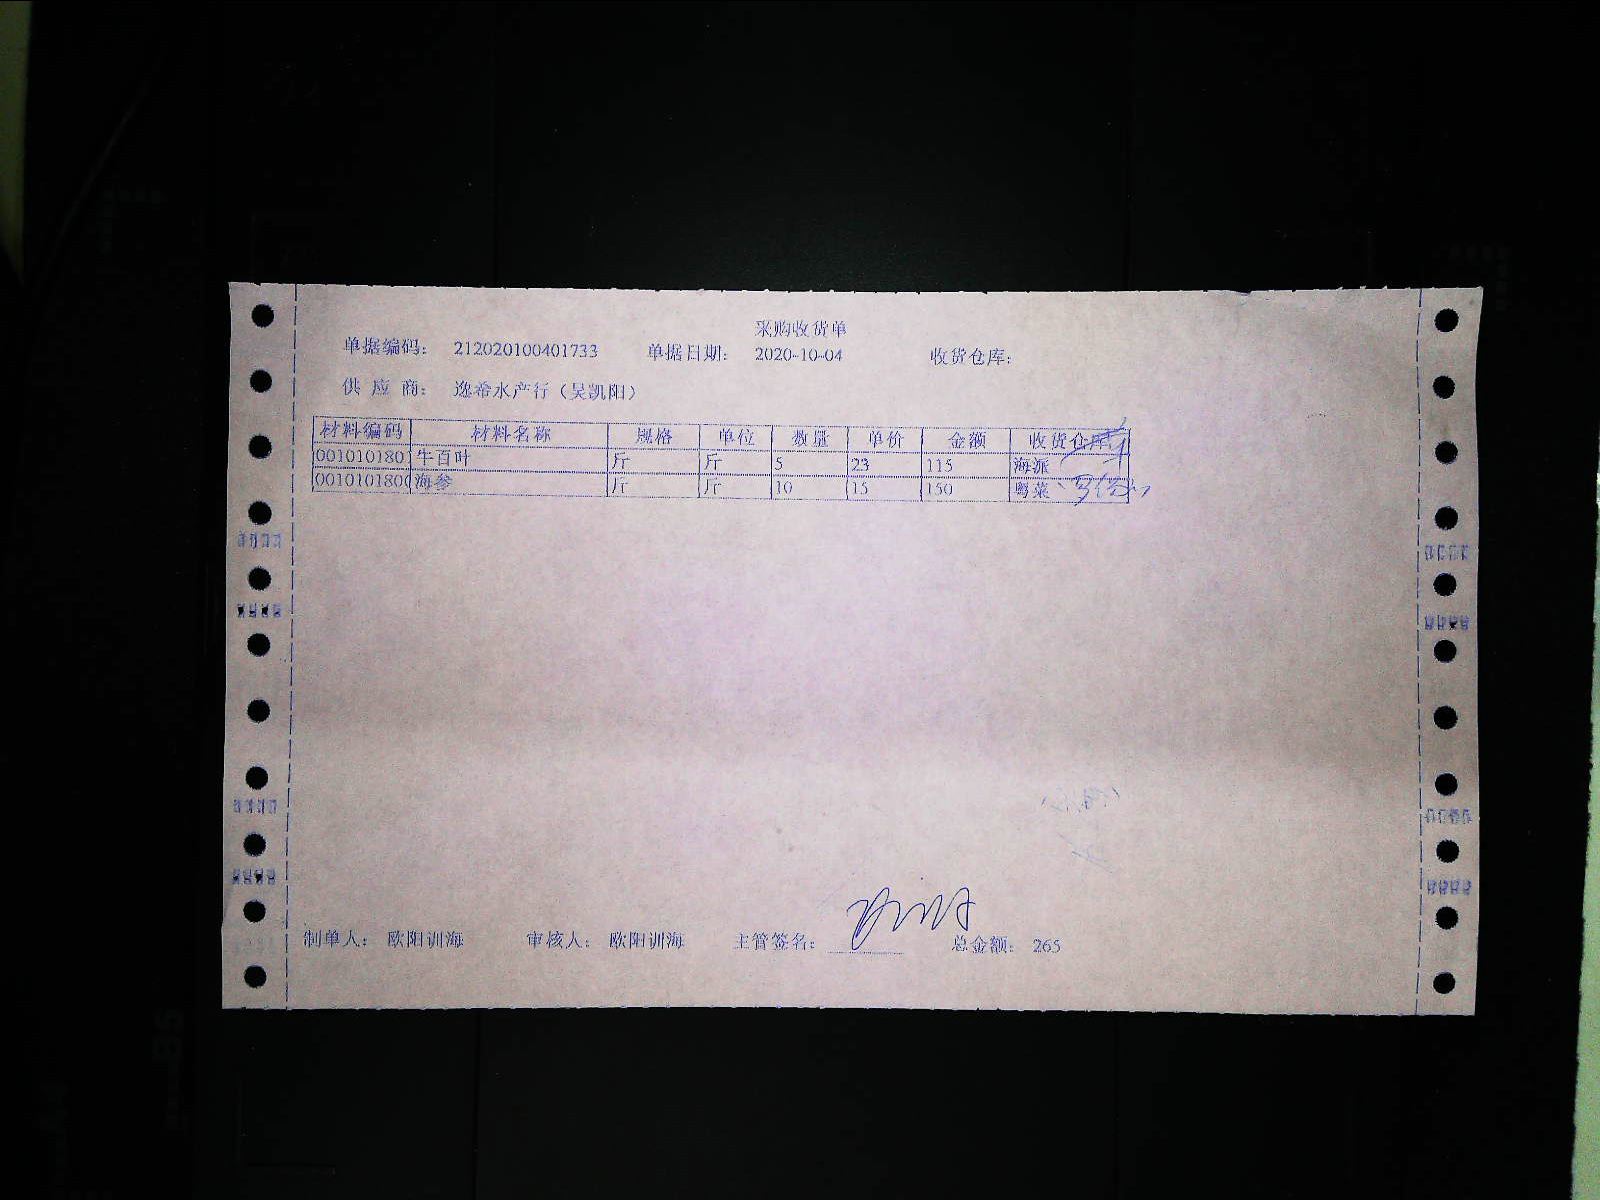 采购收货单
单据编码： 212020100401733 单据日期： 2020-10-04 收货仓库：
供 应 商： 逸希水产行（吴凯阳）
材料编码 材料名称 规格 单位 数量 单价 金额 收货仓库
001010180 牛百叶 斤 斤 5 23 115 海派
001010180 海参 斤 斤 10 15 150 粤菜
制单人： 欧阳训海 审核人： 欧阳训海 主管签名： 总金额： 265